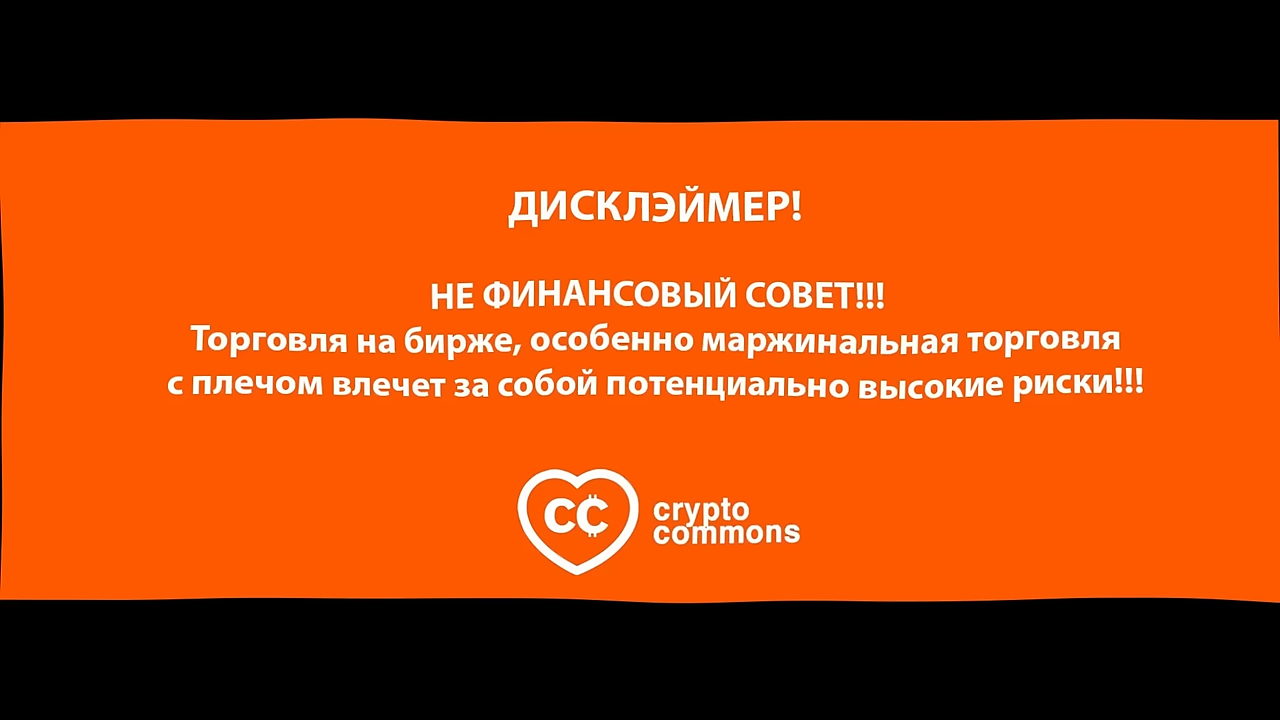 ДИСКЛЭЙМЕР!
НЕ ФИНАНСОВЫЙ СОВЕТ!!!
Торговля на бирже, особенно маржинальная торговля
с плечом влечет за собой потенциально высокие риски!!!
CC
crypto
commons